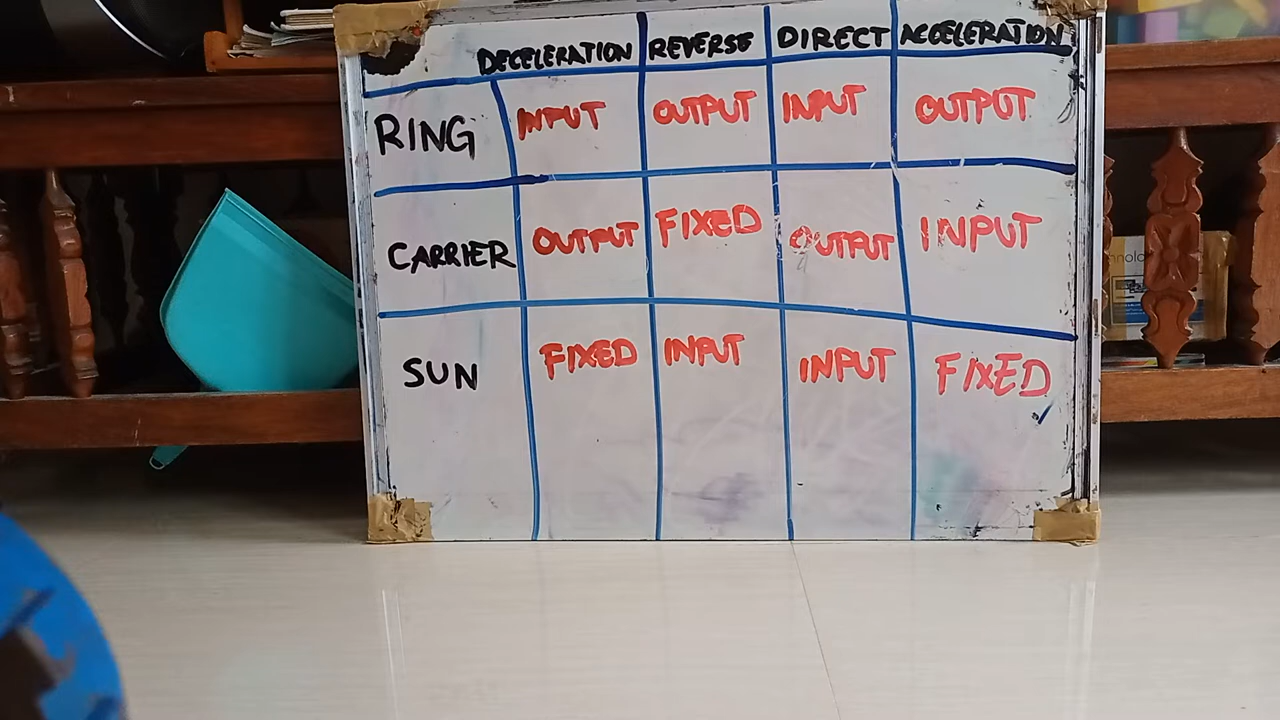 DECELERATION REVERSE DIRECT ACCELERATION
RING INPUT OUTPUT INPUT OUTPUT
CARRIER OUTPUT FIXED OUTPUT INPUT
SUN FIXED INPUT INPUT FIXED